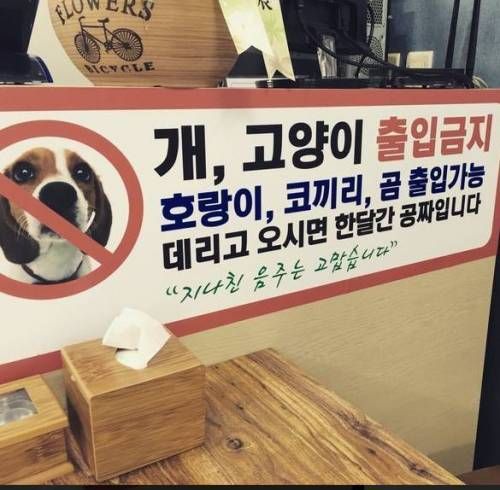 FLOWERS
BICYCLE
개, 고양이 출입금지
호랑이, 코끼리, 곰 출입가능
데리고 오시면 한달간 공짜입니다
“지나친 음주는 고맙습니다”